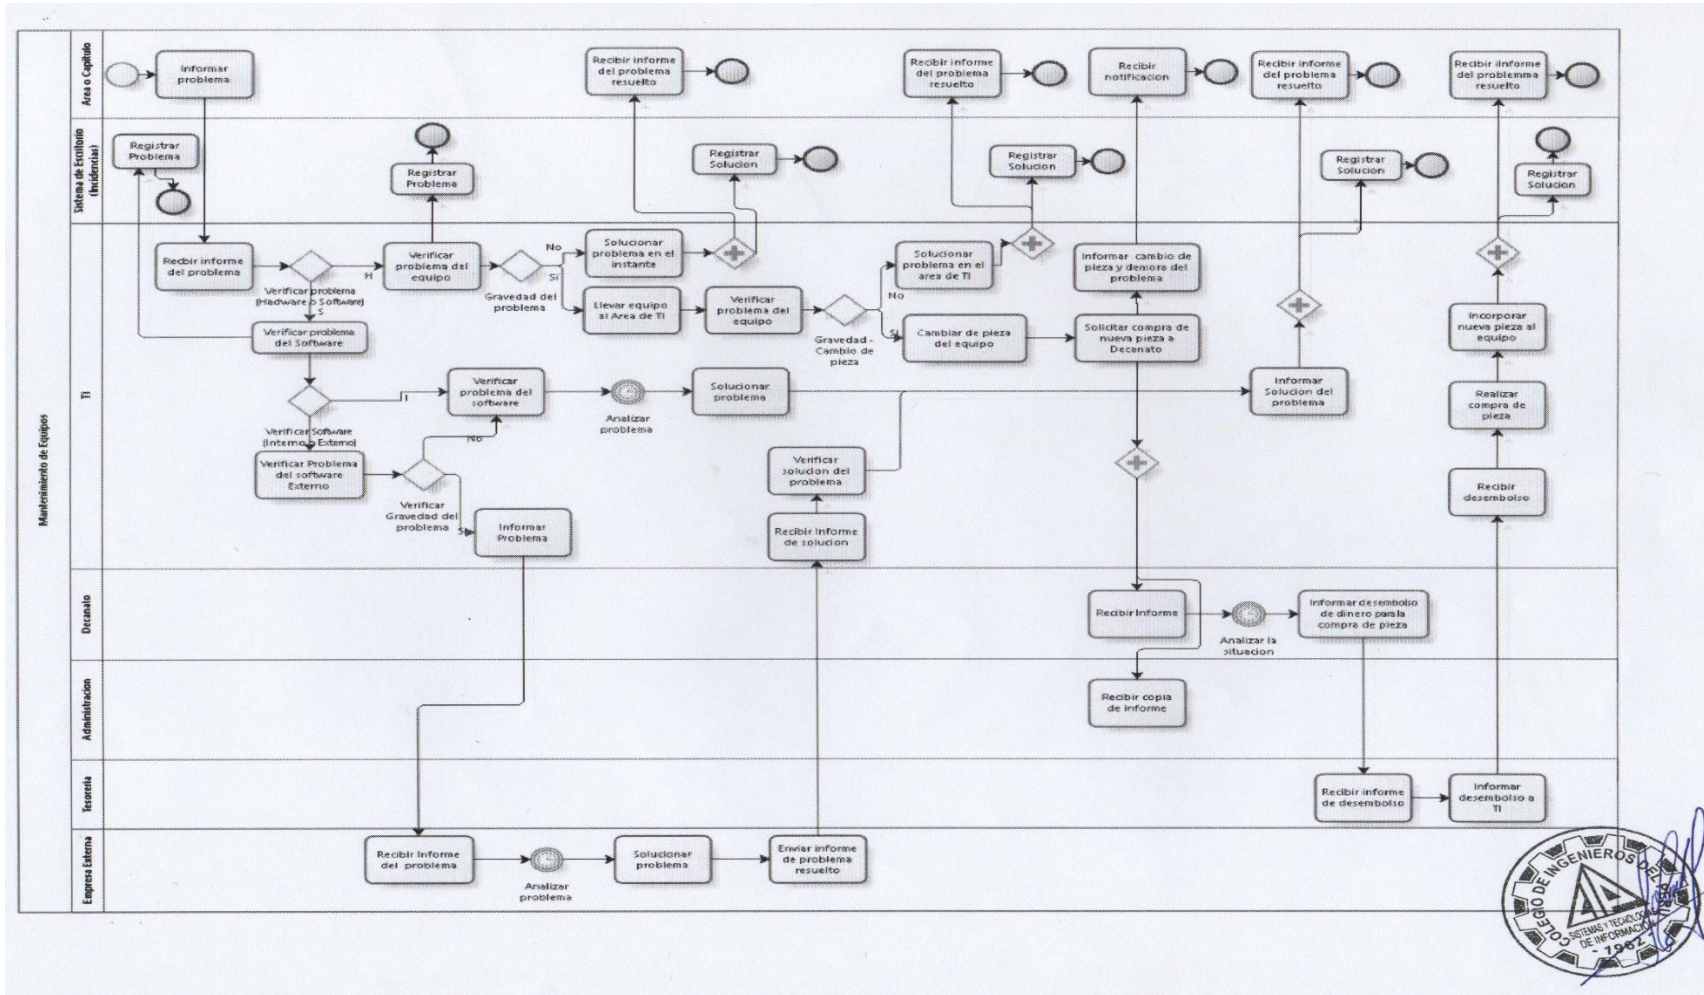 Mantenimiento de Equipos
Area o Capitulo
Informar
problema
Recibir informe
del problema
resuelto
Recibir informe
del problema
resuelto
Recibir
notificacion
Recibir informe
del problema
resuelto
Recibir iInforme
del problemma
resuelto
Sistema de Escritorio
(Incidencias)
Registrar
Problema
Registrar
Problema
Registrar
Solucion
Registrar
Solucion
Registrar
Solucion
Registrar
Solucion
TI
Recbir informe
del problema
Verificar problema
(Hadware o Software)
H
S
Verificar
problema del
equipo
Gravedad del
problema
No
Si
Solucionar
problema en el
instante
Llevar equipo
al Area de TI
Verificar
problema del
equipo
Gravedad -
Cambio de
pieza
No
Si
Solucionar
problema en el
area de TI
Cambiar de pieza
del equipo
Informar cambio de
pieza y demora del
problema
Solicitar compra de
nueva pieza a
Decanato
Incorporar
nueva pieza al
equipo
Verificar problema
del Software
Verificar Software
(Interno o Externo)
I
Verificar
problema del
software
Analizar
problema
Solucionar
problema
Informar
Solucion del
problema
Realizar
compra de
pieza
Verificar Problema
del software
Externo
Verificar
Gravedad del
problema
No
Si
Informar
Problema
Verificar
solucion del
problema
Recibir Informe
de solucion
Recibir
desembolso
Decanato
Recibir Informe
Analizar la
situacion
Informar desembolso
de dinero para la
compra de pieza
Administracion
Recibir copia
de informe
Tesoreria
Recibir informe
de desembolso
Informar
desembolso a
TI
Empresa Externa
Recibir Informe
del problema
Analizar
problema
Solucionar
problema
Enviar informe
de problema
resuelto
COLEGIO DE INGENIEROS DEL PERU
SISTEMAS Y TECNOLOGIA
DE INFORMACION
- 1962 -